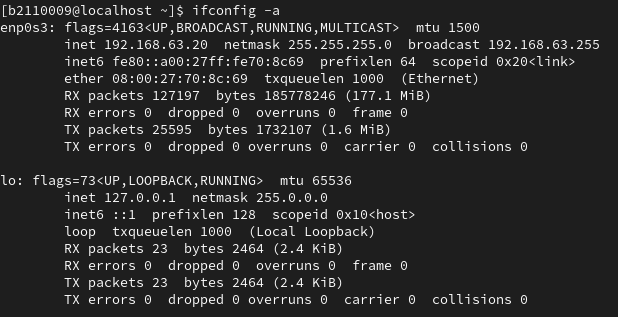 [b2110009@localhost ~]$ ifconfig -a
enp0s3: flags=4163<UP,BROADCAST,RUNNING,MULTICAST>  mtu 1500
        inet 192.168.63.20  netmask 255.255.255.0  broadcast 192.168.63.255
        inet6 fe80::a00:27ff:fe70:8c69  prefixlen 64  scopeid 0x20<link>
        ether 08:00:27:70:8c:69  txqueuelen 1000  (Ethernet)
        RX packets 127197  bytes 185778246 (177.1 MiB)
        RX errors 0  dropped 0  overruns 0  frame 0
        TX packets 25595  bytes 1732107 (1.6 MiB)
        TX errors 0  dropped 0 overruns 0  carrier 0  collisions 0

lo: flags=73<UP,LOOPBACK,RUNNING>  mtu 65536
        inet 127.0.0.1  netmask 255.0.0.0
        inet6 ::1  prefixlen 128  scopeid 0x10<host>
        loop  txqueuelen 1000  (Local Loopback)
        RX packets 23  bytes 2464 (2.4 KiB)
        RX errors 0  dropped 0  overruns 0  frame 0
        TX packets 23  bytes 2464 (2.4 KiB)
        TX errors 0  dropped 0 overruns 0  carrier 0  collisions 0